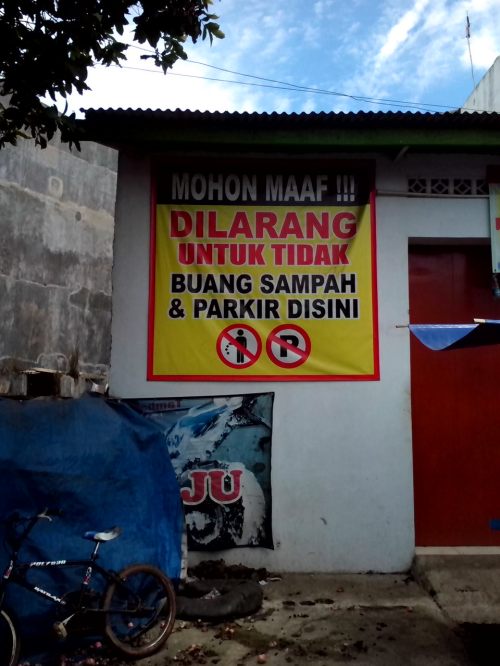 MOHON MAAF !!!
DILARANG
UNTUK TIDAK
BUANG SAMPAH
& PARKIR DISINI
P
JU